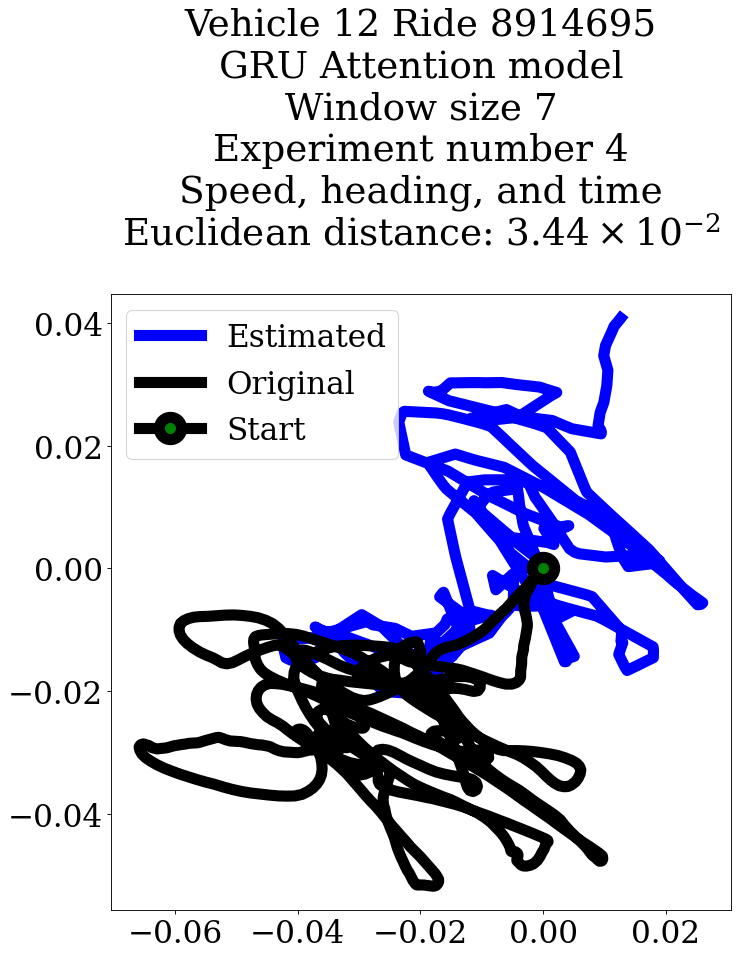 Vehicle 12 Ride 8914695
GRU Attention model
Window size 7
Experiment number 4
Speed, heading, and time
Euclidean distance: 3.44 × 10⁻²
Estimated
Original
Start
0.04
0.02
0.00
−0.02
−0.04
−0.06 −0.04 −0.02 0.00 0.02